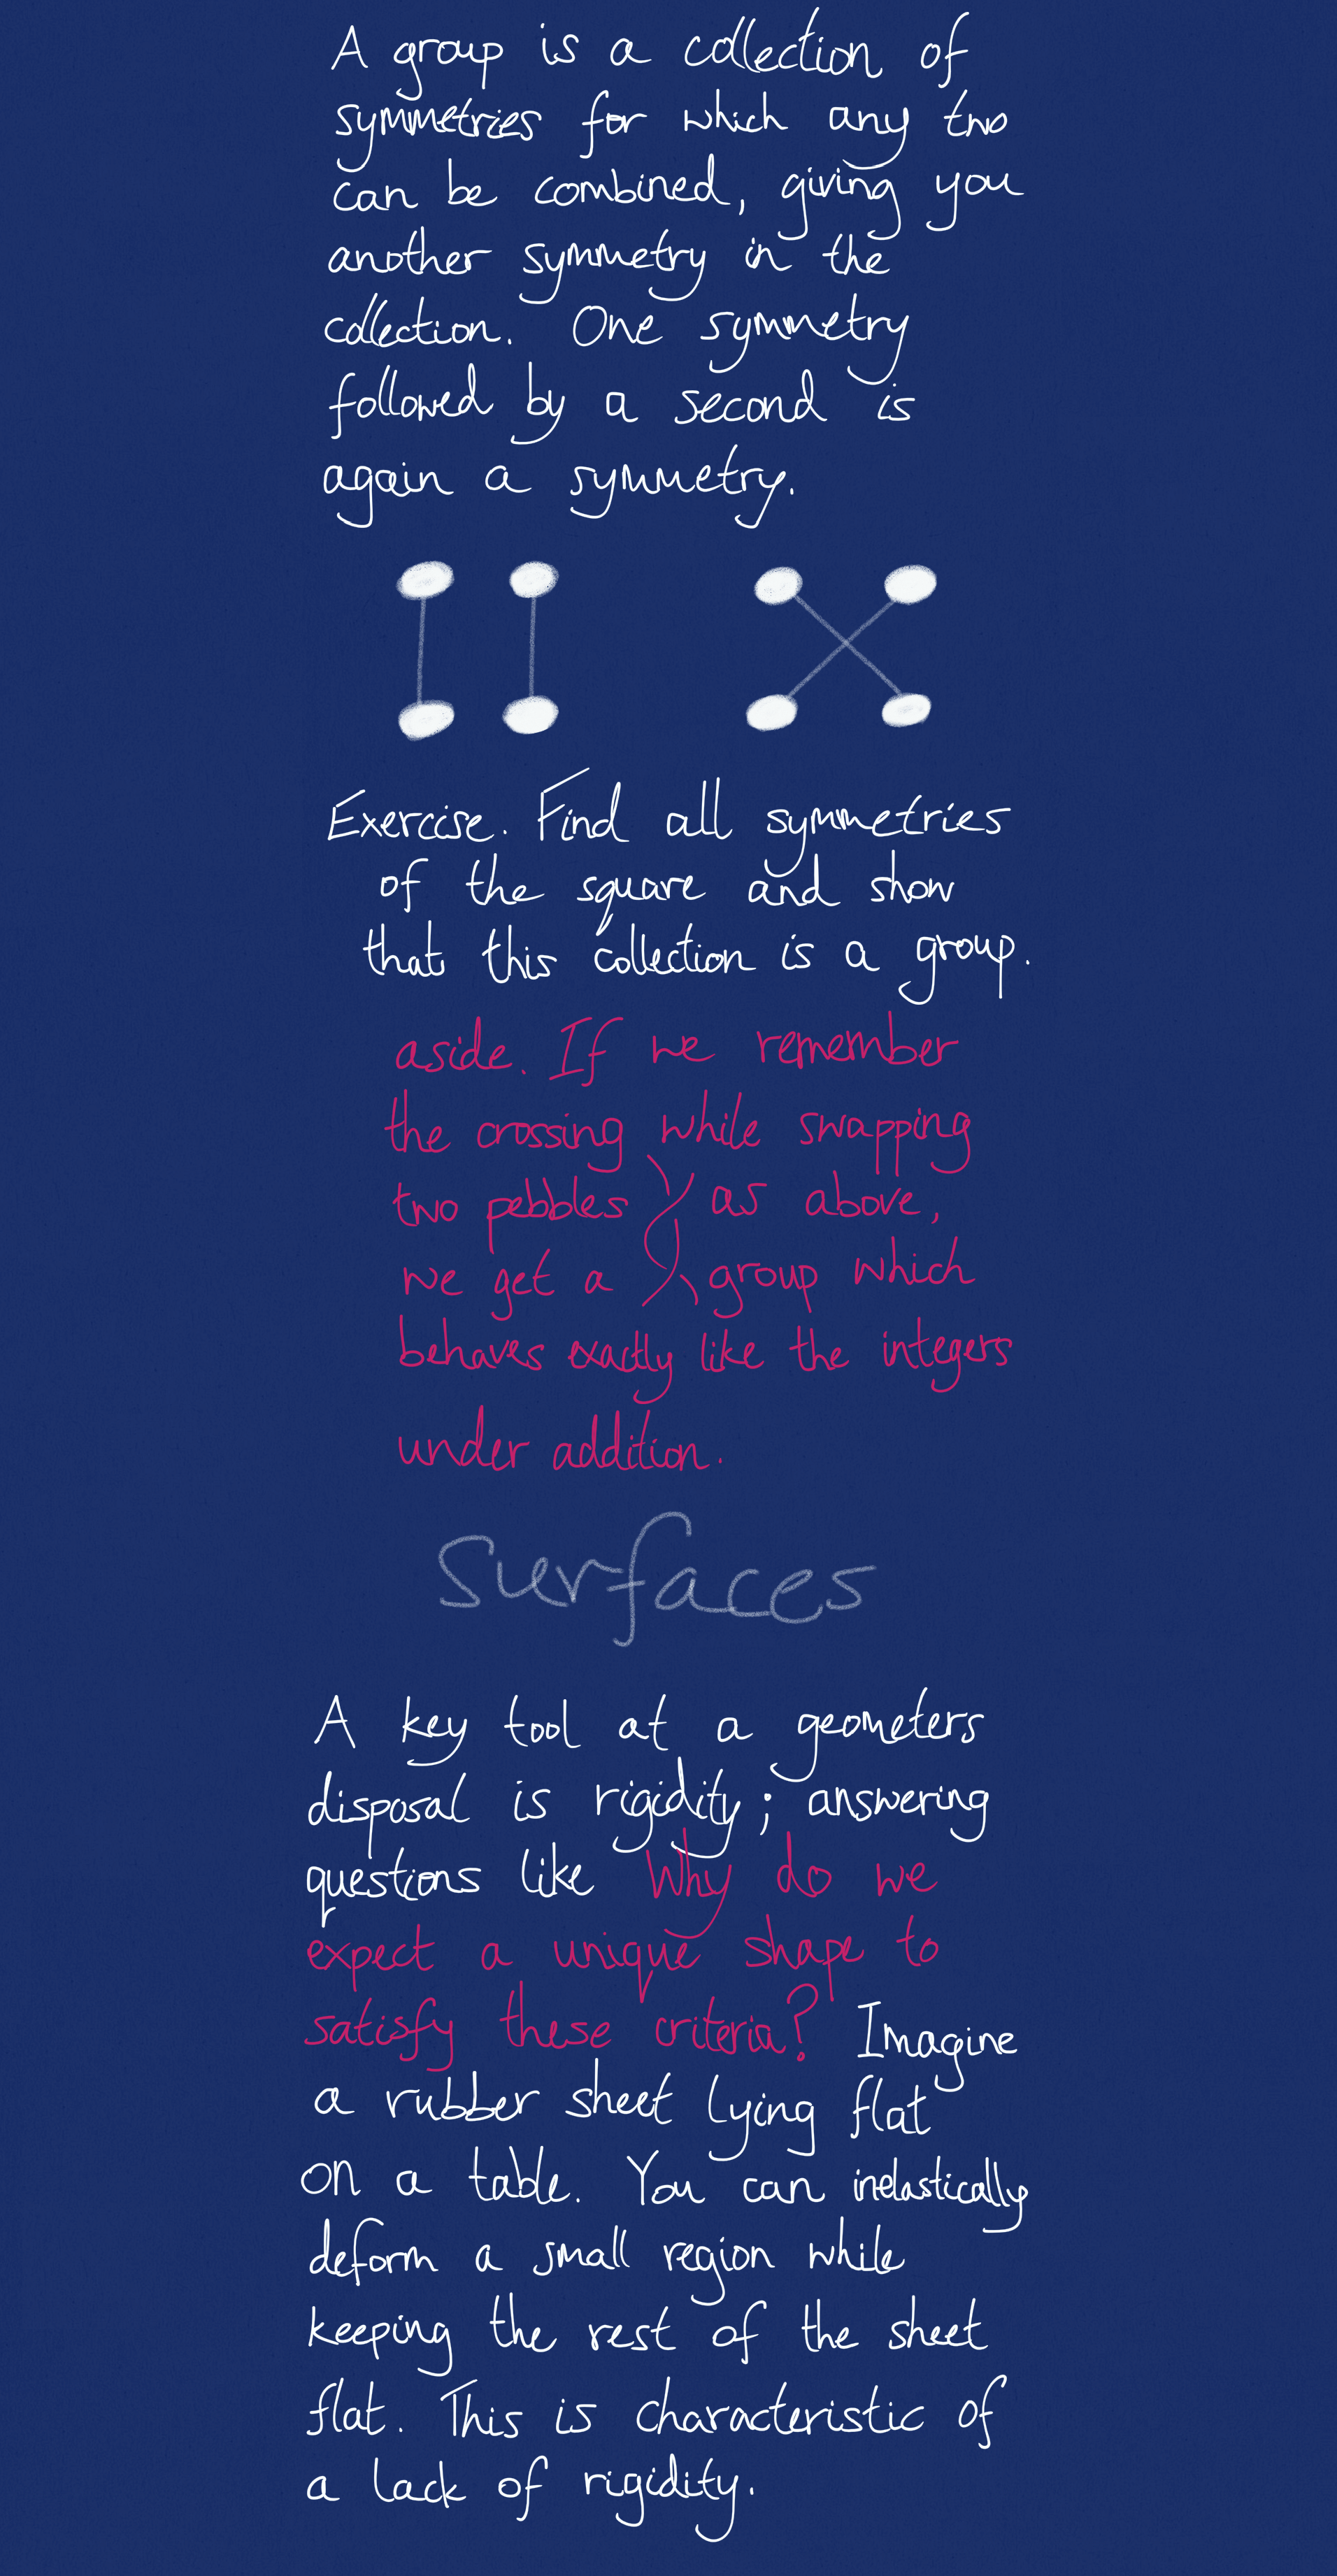 A group is a collection of
symmetries for which any two
can be combined, giving you
another symmetry in the
collection. One symmetry
followed by a second is
again a symmetry.
Exercise. Find all symmetries
of the square and show
that this collection is a group.
aside. If we remember
the crossing while swapping
two pebbles as above,
we get a group which
behaves exactly like the integers
under addition.
Surfaces
A key tool at a geometers
disposal is rigidity; answering
questions like Why do we
expect a unique shape to
satisfy these criteria? Imagine
a rubber sheet lying flat
on a table. You can inelastically
deform a small region while
keeping the rest of the sheet
flat. This is characteristic of
a lack of rigidity.